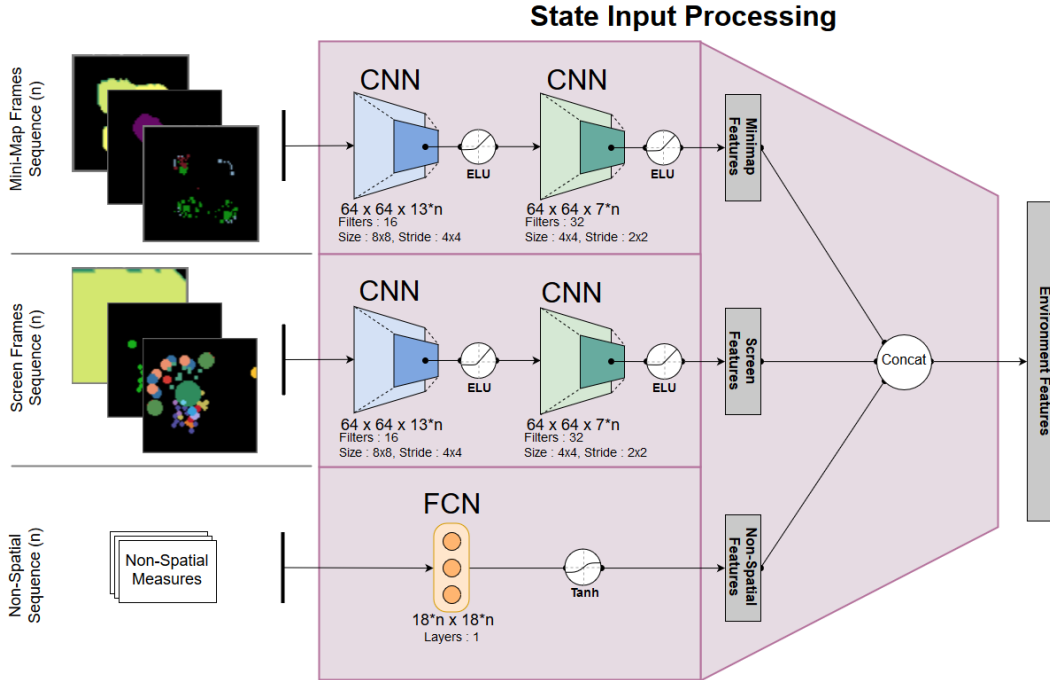 State Input Processing
Mini-Map Frames
Sequence (n)
CNN
ELU
64 x 64 x 13*n
Filters : 16
Size : 8x8, Stride : 4x4
CNN
ELU
64 x 64 x 7*n
Filters : 32
Size : 4x4, Stride : 2x2
Minimap
Features
Screen Frames
Sequence (n)
CNN
ELU
64 x 64 x 13*n
Filters : 16
Size : 8x8, Stride : 4x4
CNN
ELU
64 x 64 x 7*n
Filters : 32
Size : 4x4, Stride : 2x2
Screen
Features
Concat
Environment Features
Non-Spatial
Sequence (n)
Non-Spatial
Measures
FCN
18*n x 18*n
Layers : 1
Tanh
Non-Spatial
Features